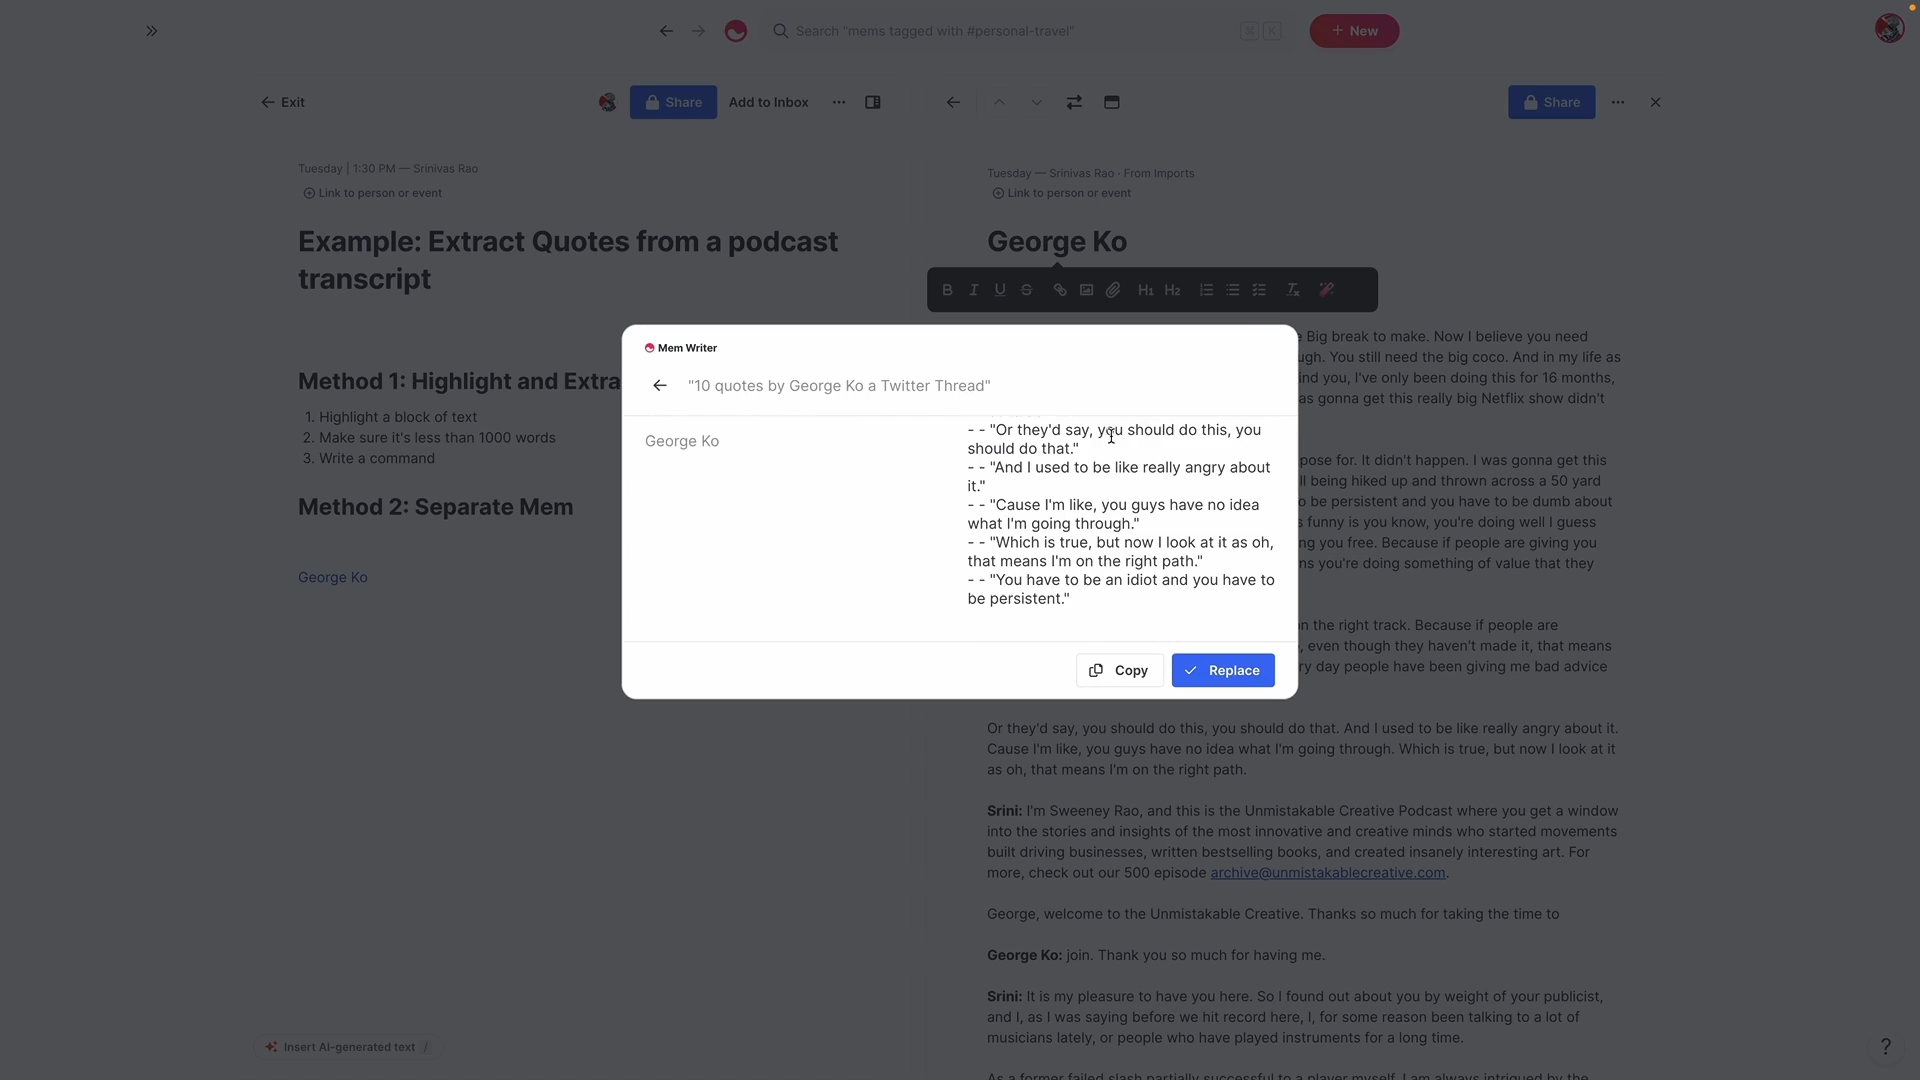 Search "mems tagged with #personal-travel"
⌘ K
+ New
Exit
Share
Add to Inbox
Share
Tuesday | 1:30 PM — Srinivas Rao
Link to person or event
Example: Extract Quotes from a podcast
transcript
Method 1: Highlight and Extra
1. Highlight a block of text
2. Make sure it's less than 1000 words
3. Write a command
Method 2: Separate Mem
George Ko
Insert AI-generated text /
Tuesday — Srinivas Rao · From Imports
Link to person or event
George Ko
B I U S H1 H2
Mem Writer
"10 quotes by George Ko a Twitter Thread"
George Ko
- - "Or they'd say, you should do this, you
should do that."
- - "And I used to be like really angry about
it."
- - "Cause I'm like, you guys have no idea
what I'm going through."
- - "Which is true, but now I look at it as oh,
that means I'm on the right path."
- - "You have to be an idiot and you have to
be persistent."
Copy
Replace
Big break to make. Now I believe you need
ugh. You still need the big coco. And in my life as
ind you, I've only been doing this for 16 months,
as gonna get this really big Netflix show didn't
pose for. It didn't happen. I was gonna get this
ll being hiked up and thrown across a 50 yard
o be persistent and you have to be dumb about
s funny is you know, you're doing well I guess
ng you free. Because if people are giving you
ns you're doing something of value that they
on the right track. Because if people are
, even though they haven't made it, that means
ry day people have been giving me bad advice
Or they'd say, you should do this, you should do that. And I used to be like really angry about it.
Cause I'm like, you guys have no idea what I'm going through. Which is true, but now I look at it
as oh, that means I'm on the right path.
Srini: I'm Sweeney Rao, and this is the Unmistakable Creative Podcast where you get a window
into the stories and insights of the most innovative and creative minds who started movements
built driving businesses, written bestselling books, and created insanely interesting art. For
more, check out our 500 episode archive@unmistakablecreative.com.
George, welcome to the Unmistakable Creative. Thanks so much for taking the time to
George Ko: join. Thank you so much for having me.
Srini: It is my pleasure to have you here. So I found out about you by weight of your publicist,
and I, as I was saying before we hit record here, I, for some reason been talking to a lot of
musicians lately, or people who have played instruments for a long time.
As a former failed slash partially successful to a player myself, I am always intrigued by the
?